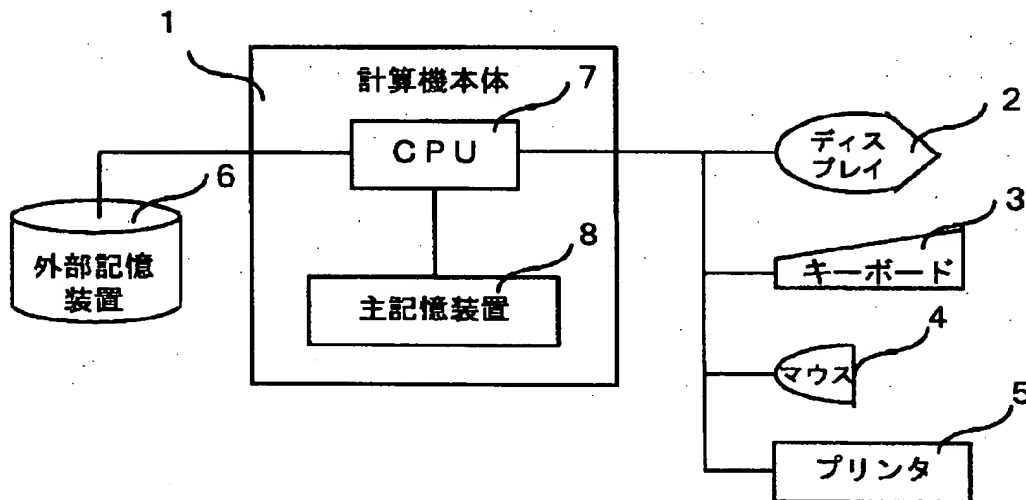 1
計算機本体
7
CPU
2
ディス
プレイ
6
外部記憶
装置
8
主記憶装置
3
キーボード
4
マウス
5
プリンタ